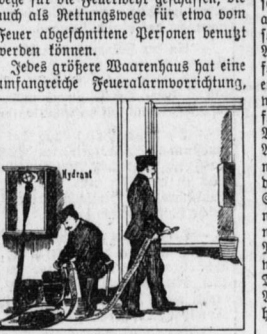 wege für die Feuerwehr geschaffen, die
auch als Rettungswege für etwa vom
Feuer abgeschnittene Personen benutzt
werden können.
Jedes größere Waarenhaus hat eine
umfangreiche Feueralarmvorrichtung,
Hydrant